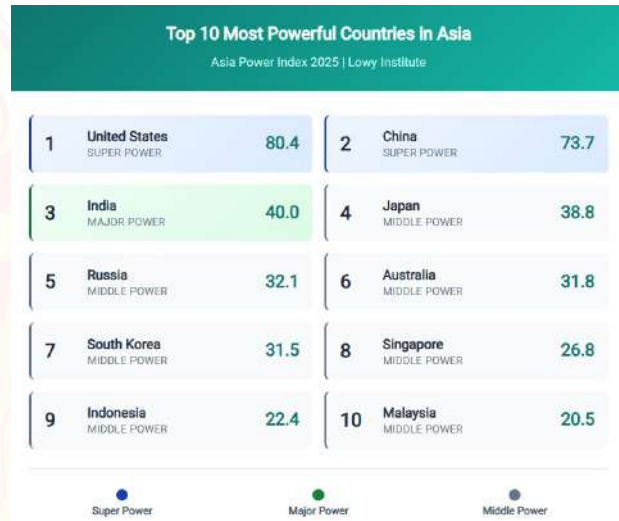 Top 10 Most Powerful Countries in Asia
Asia Power Index 2025 | Lowy Institute
1 United States 80.4
SUPER POWER
2 China 73.7
SUPER POWER
3 India 40.0
MAJOR POWER
4 Japan 38.8
MIDDLE POWER
5 Russia 32.1
MIDDLE POWER
6 Australia 31.8
MIDDLE POWER
7 South Korea 31.5
MIDDLE POWER
8 Singapore 26.8
MIDDLE POWER
9 Indonesia 22.4
MIDDLE POWER
10 Malaysia 20.5
MIDDLE POWER
Super Power
Major Power
Middle Power